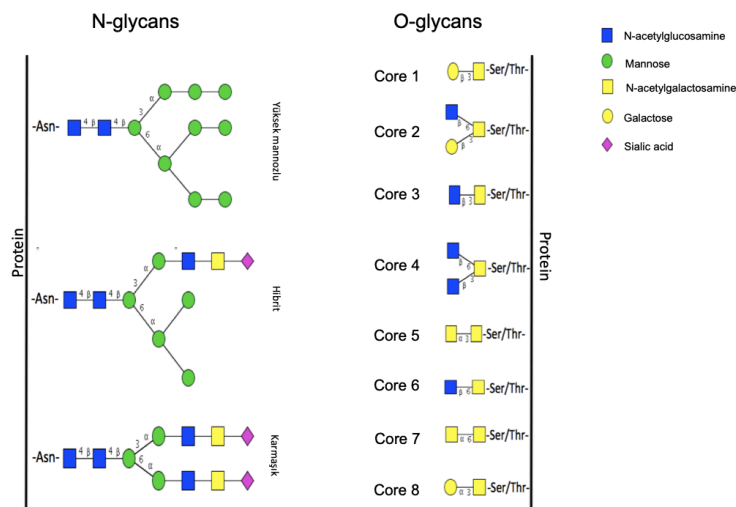 N-glycans
O-glycans
N-acetylglucosamine
Mannose
N-acetylgalactosamine
Galactose
Sialic acid
Protein
-Asn- 4 β 4 β 3 α 6 α
Yüksek mannozlu
-Asn- 4 β 4 β 3 α 6 α
Hibrit
-Asn- 4 β 4 β 3 α 6 α
Karmaşık
Core 1 β 3 -Ser/Thr-
Core 2 β 6 β 3 -Ser/Thr-
Core 3 β 3 -Ser/Thr-
Core 4 β 6 β 3 -Ser/Thr-
Core 5 α 3 -Ser/Thr-
Core 6 β 6 -Ser/Thr-
Core 7 α 6 -Ser/Thr-
Core 8 α 3 -Ser/Thr-
Protein